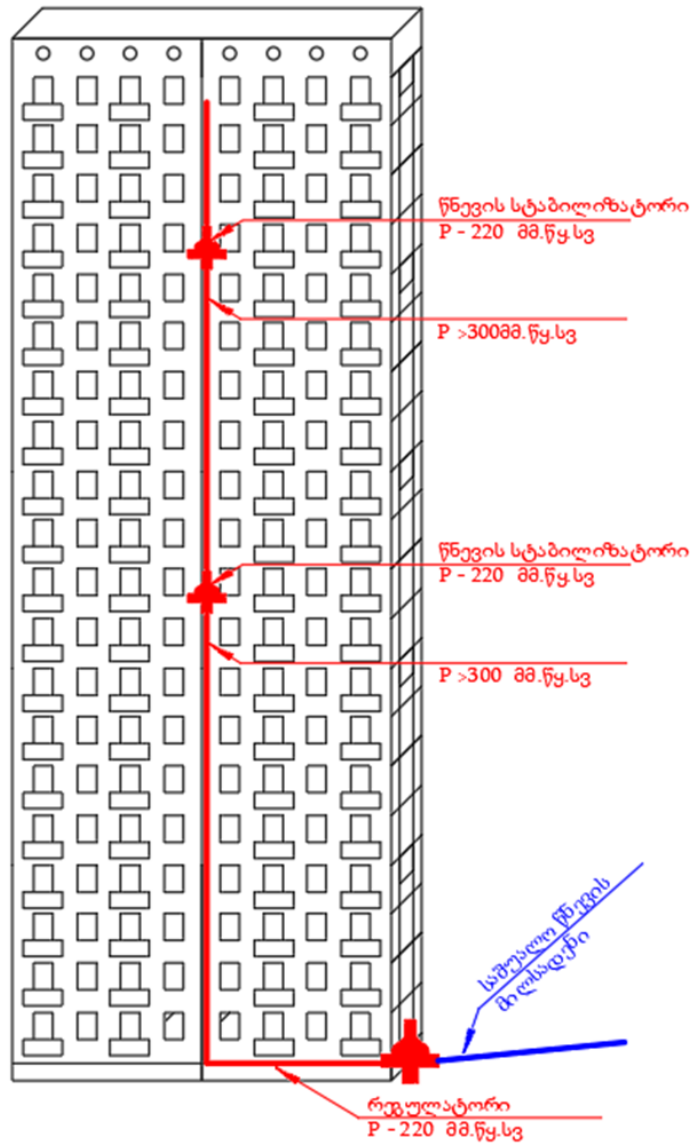 წნევის სტაბილიზატორი
P - 220 მმ.წყ.სვ
P >300მმ.წყ.სვ
წნევის სტაბილიზატორი
P - 220 მმ.წყ.სვ
P >300 მმ.წყ.სვ
საშუალო წნევის
მილსადენი
რეგულატორი
P - 220 მმ.წყ.სვ